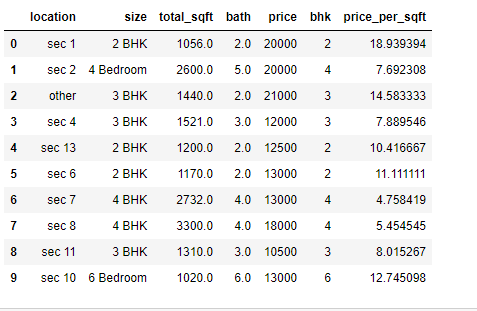 location size total_sqft bath price bhk price_per_sqft
0 sec 1 2 BHK 1056.0 2.0 20000 2 18.939394
1 sec 2 4 Bedroom 2600.0 5.0 20000 4 7.692308
2 other 3 BHK 1440.0 2.0 21000 3 14.583333
3 sec 4 3 BHK 1521.0 3.0 12000 3 7.889546
4 sec 13 2 BHK 1200.0 2.0 12500 2 10.416667
5 sec 6 2 BHK 1170.0 2.0 13000 2 11.111111
6 sec 7 4 BHK 2732.0 4.0 13000 4 4.758419
7 sec 8 4 BHK 3300.0 4.0 18000 4 5.454545
8 sec 11 3 BHK 1310.0 3.0 10500 3 8.015267
9 sec 10 6 Bedroom 1020.0 6.0 13000 6 12.745098